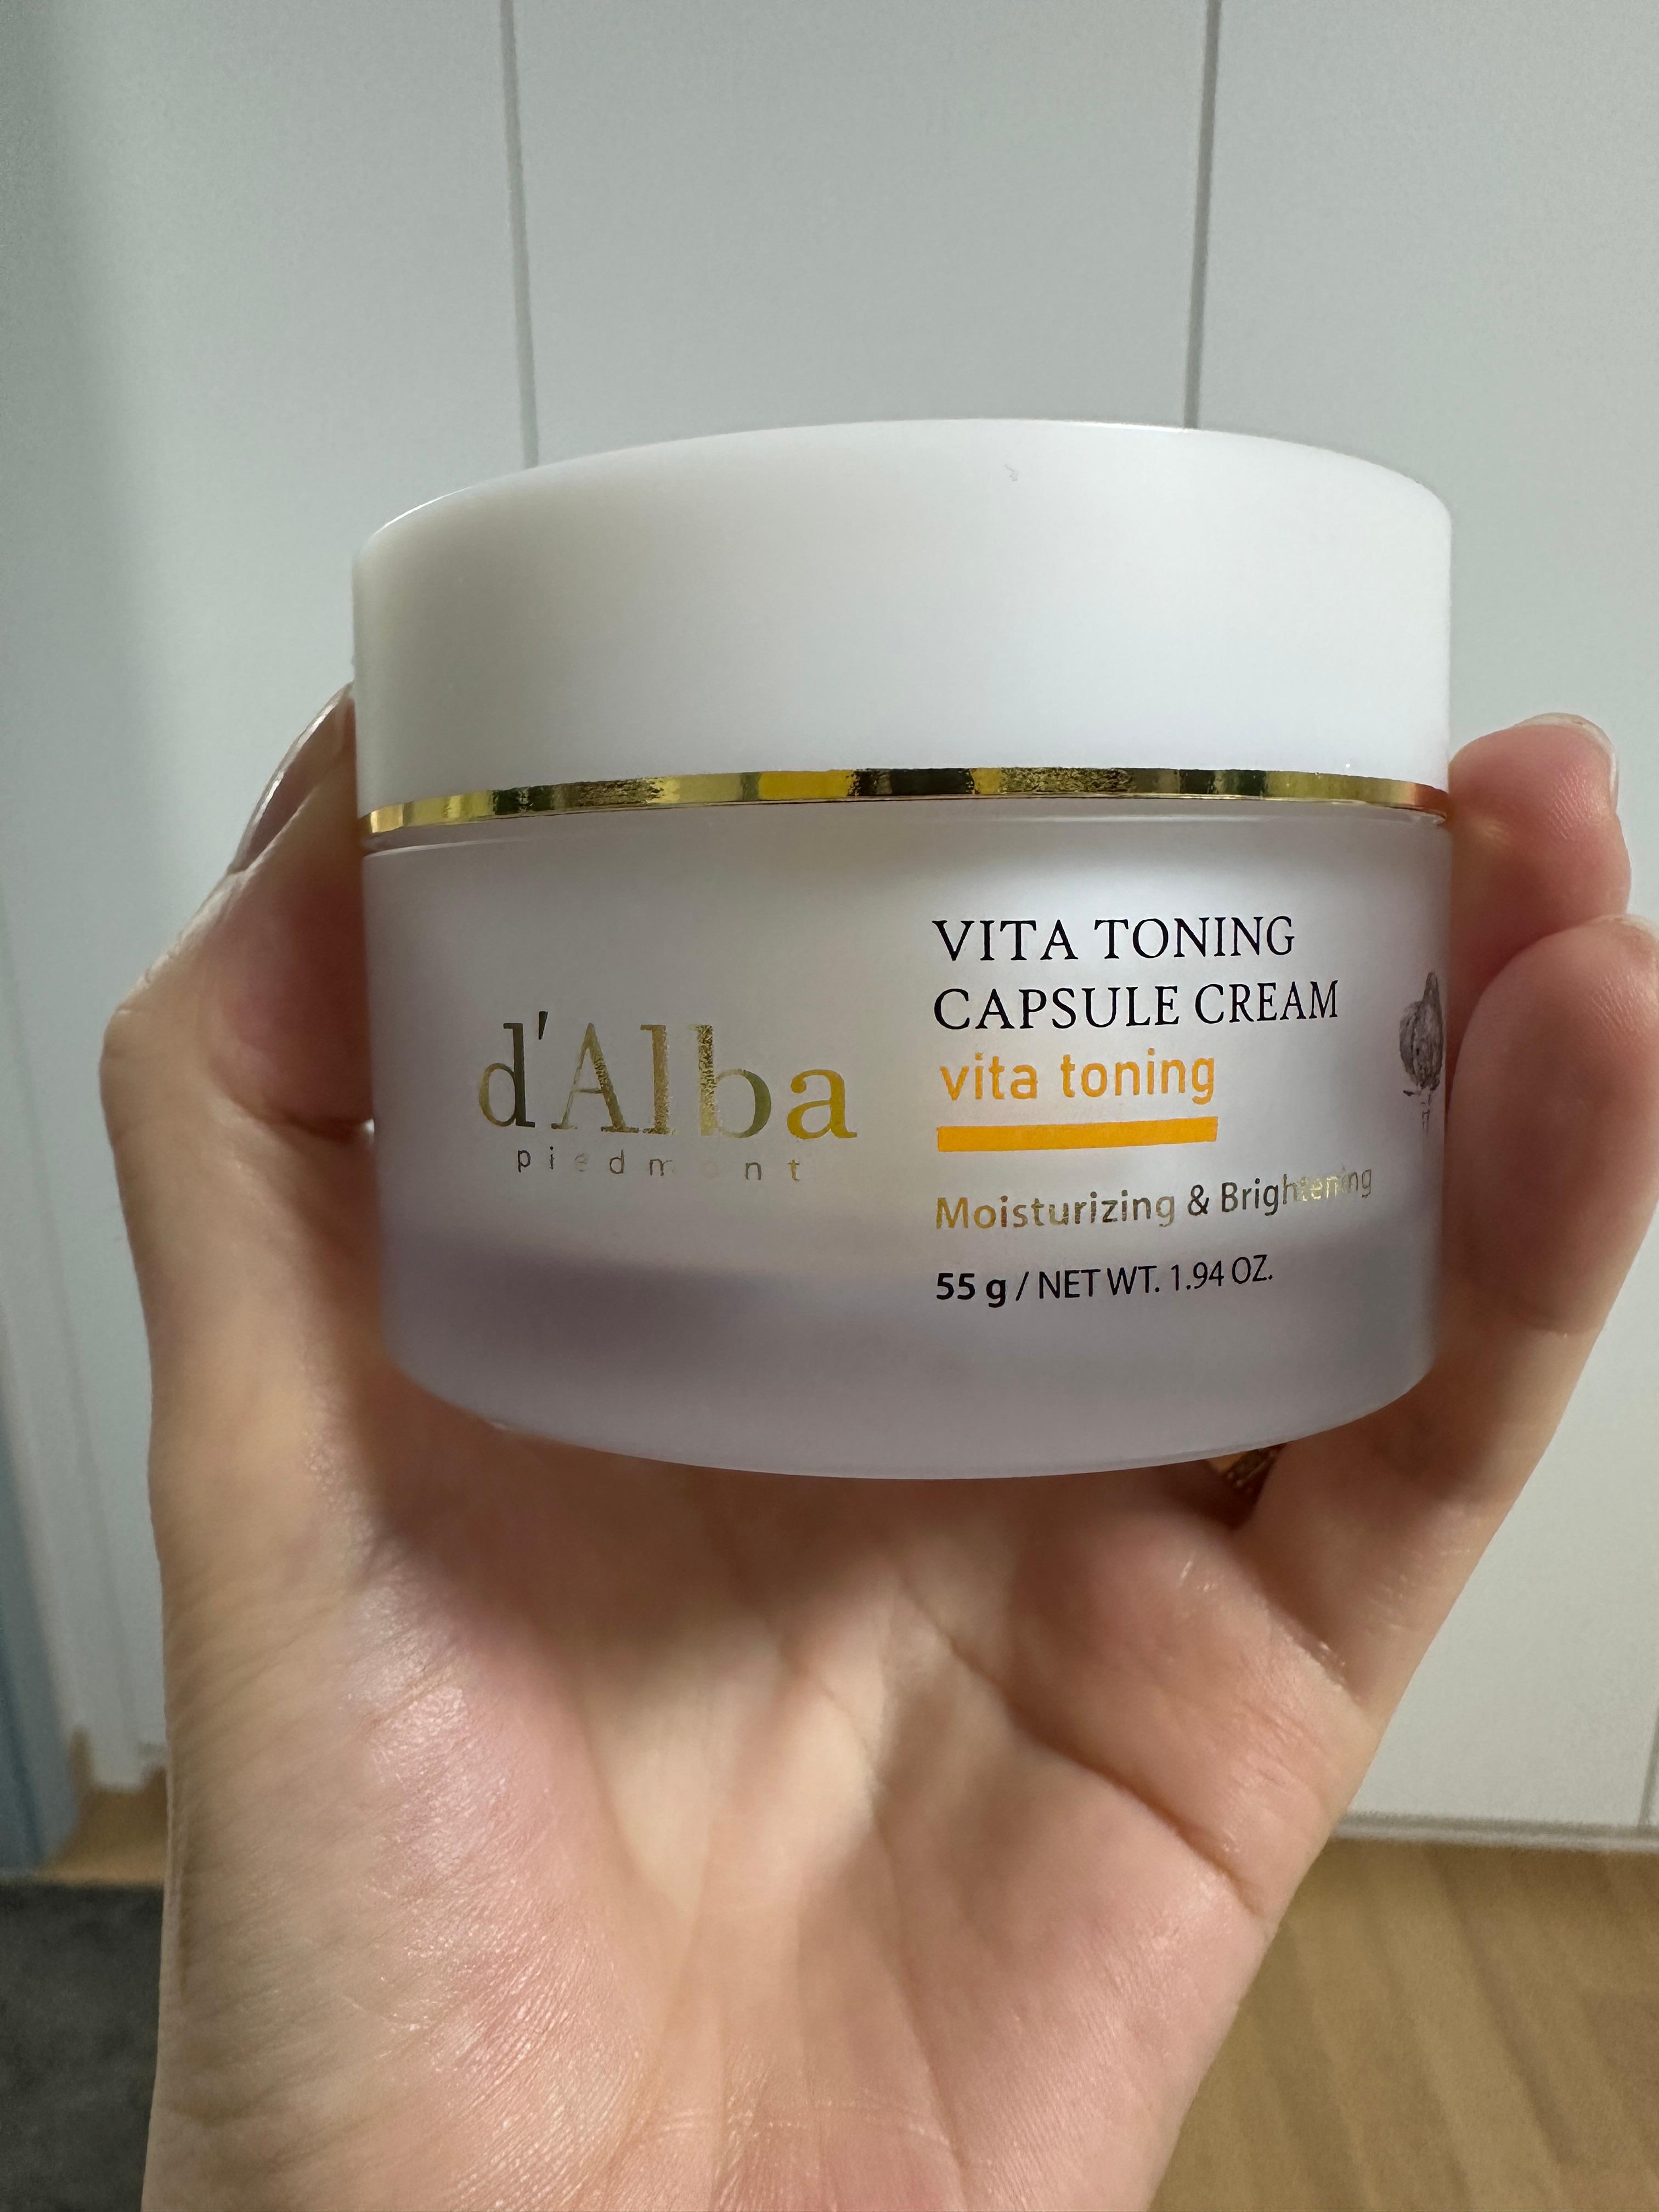 d'Alba
piedmont
VITA TONING
CAPSULE CREAM
vita toning
Moisturizing & Brightening
55 g / NET WT. 1.94 OZ.